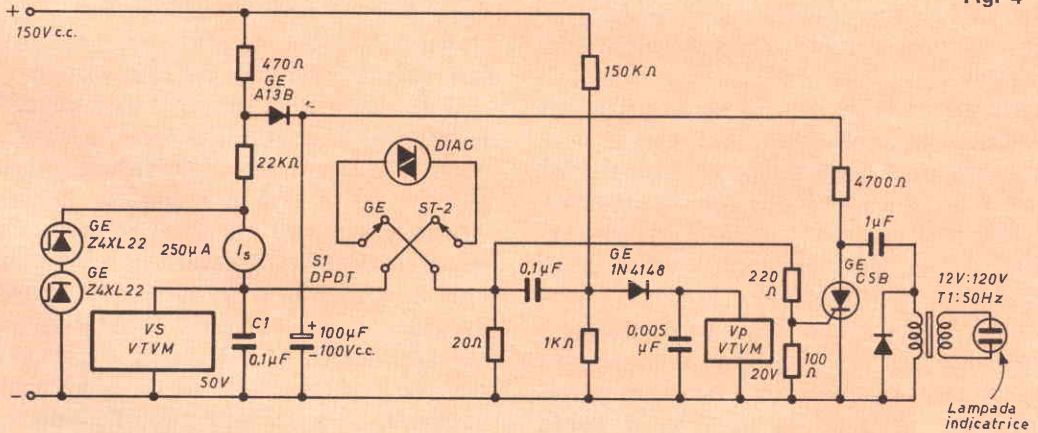 Fig. 4
+
150V c.c.
470Ω
GE
A13B
150KΩ
22KΩ
DIAC
4700Ω
GE
ST-2
GE
Z4XL22
250µA
Is
S1
DPDT
GE
Z4XL22
0,1µF
GE
1N4148
220
Ω
GE
C5B
1µF
12V:120V
T1:50Hz
VS
VTVM
50V
C1
0.1µF
+
100µF
-100Vc.c.
20Ω
1KΩ
0,005
µF
Vp
VTVM
20V
100
Ω
-
Lampada
indicatrice